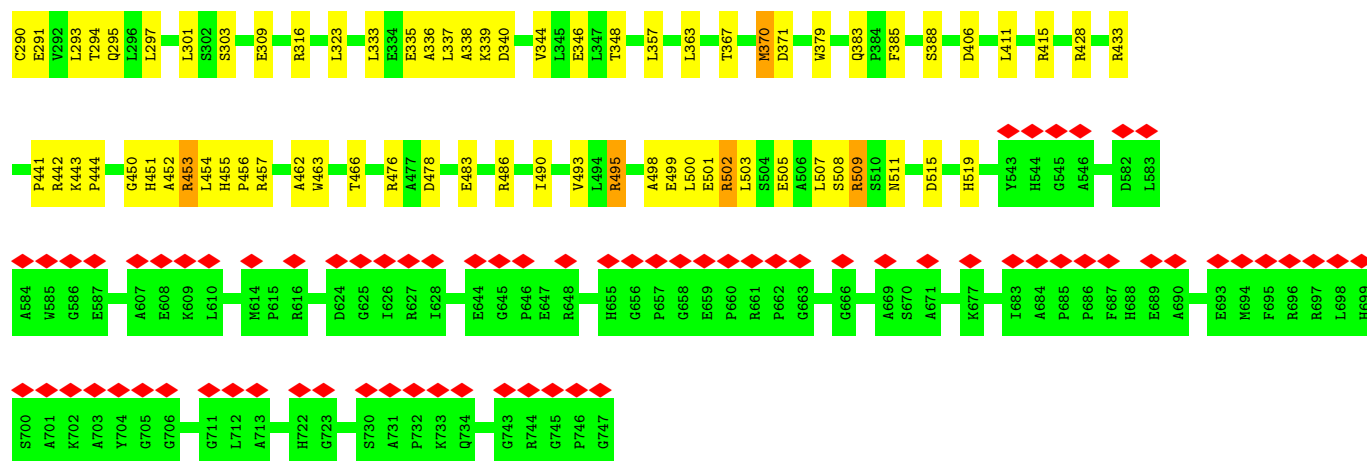 C290 E291 V292 L293 T294 Q295 L296 L297 L301 S302 S303 E309 R316 L323 L333 E334 E335 A336 L337 A338 K339 D340 V344 L345 E346 L347 T348 L357 L363 T367 M370 D371 W379 Q383 P384 F385 S388 D406 L411 R415 R428 R433
P441 R442 K443 P444 G450 H451 A452 R453 L454 H455 P456 R457 A462 W463 T466 R476 A477 D478 E483 R486 I490 V493 L494 R495 A498 E499 L500 E501 R502 L503 S504 E505 A506 L507 S508 R509 S510 N511 D515 H519 Y543 H544 G545 A546 D582 L583
A584 W585 G586 E587 A607 E608 K609 L610 M614 P615 R616 D624 G625 I626 R627 I628 E644 G645 P646 E647 R648 H655 G656 P657 G658 E659 P660 R661 P662 G663 G666 A669 S670 A671 K677 I683 A684 P685 P686 F687 H688 E689 A690 E693 M694 F695 R696 R697 L698 H699
S700 A701 K702 A703 Y704 G705 G706 G711 L712 A713 H722 G723 S730 A731 P732 K733 Q734 G743 R744 G745 P746 G747